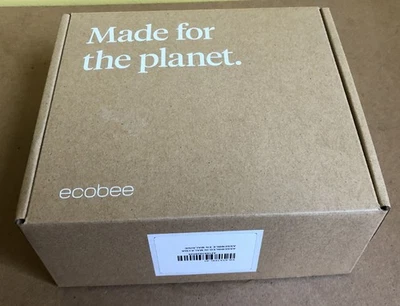 Made for
the planet.
ecobee